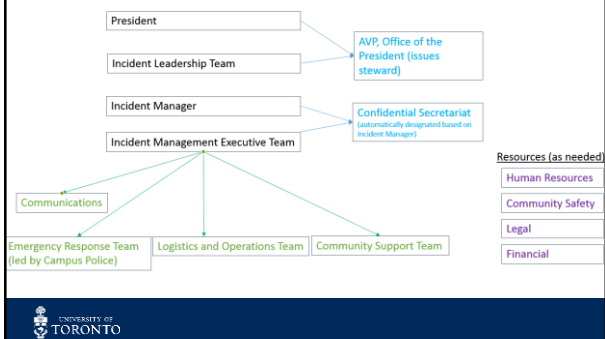 President
AVP, Office of the
President (issues
steward)
Incident Leadership Team
Incident Manager
Confidential Secretariat
(automatically designated based on
Incident Manager)
Incident Management Executive Team
Resources (as needed)
Human Resources
Community Safety
Legal
Financial
Communications
Emergency Response Team
(led by Campus Police)
Logistics and Operations Team
Community Support Team
UNIVERSITY OF
TORONTO